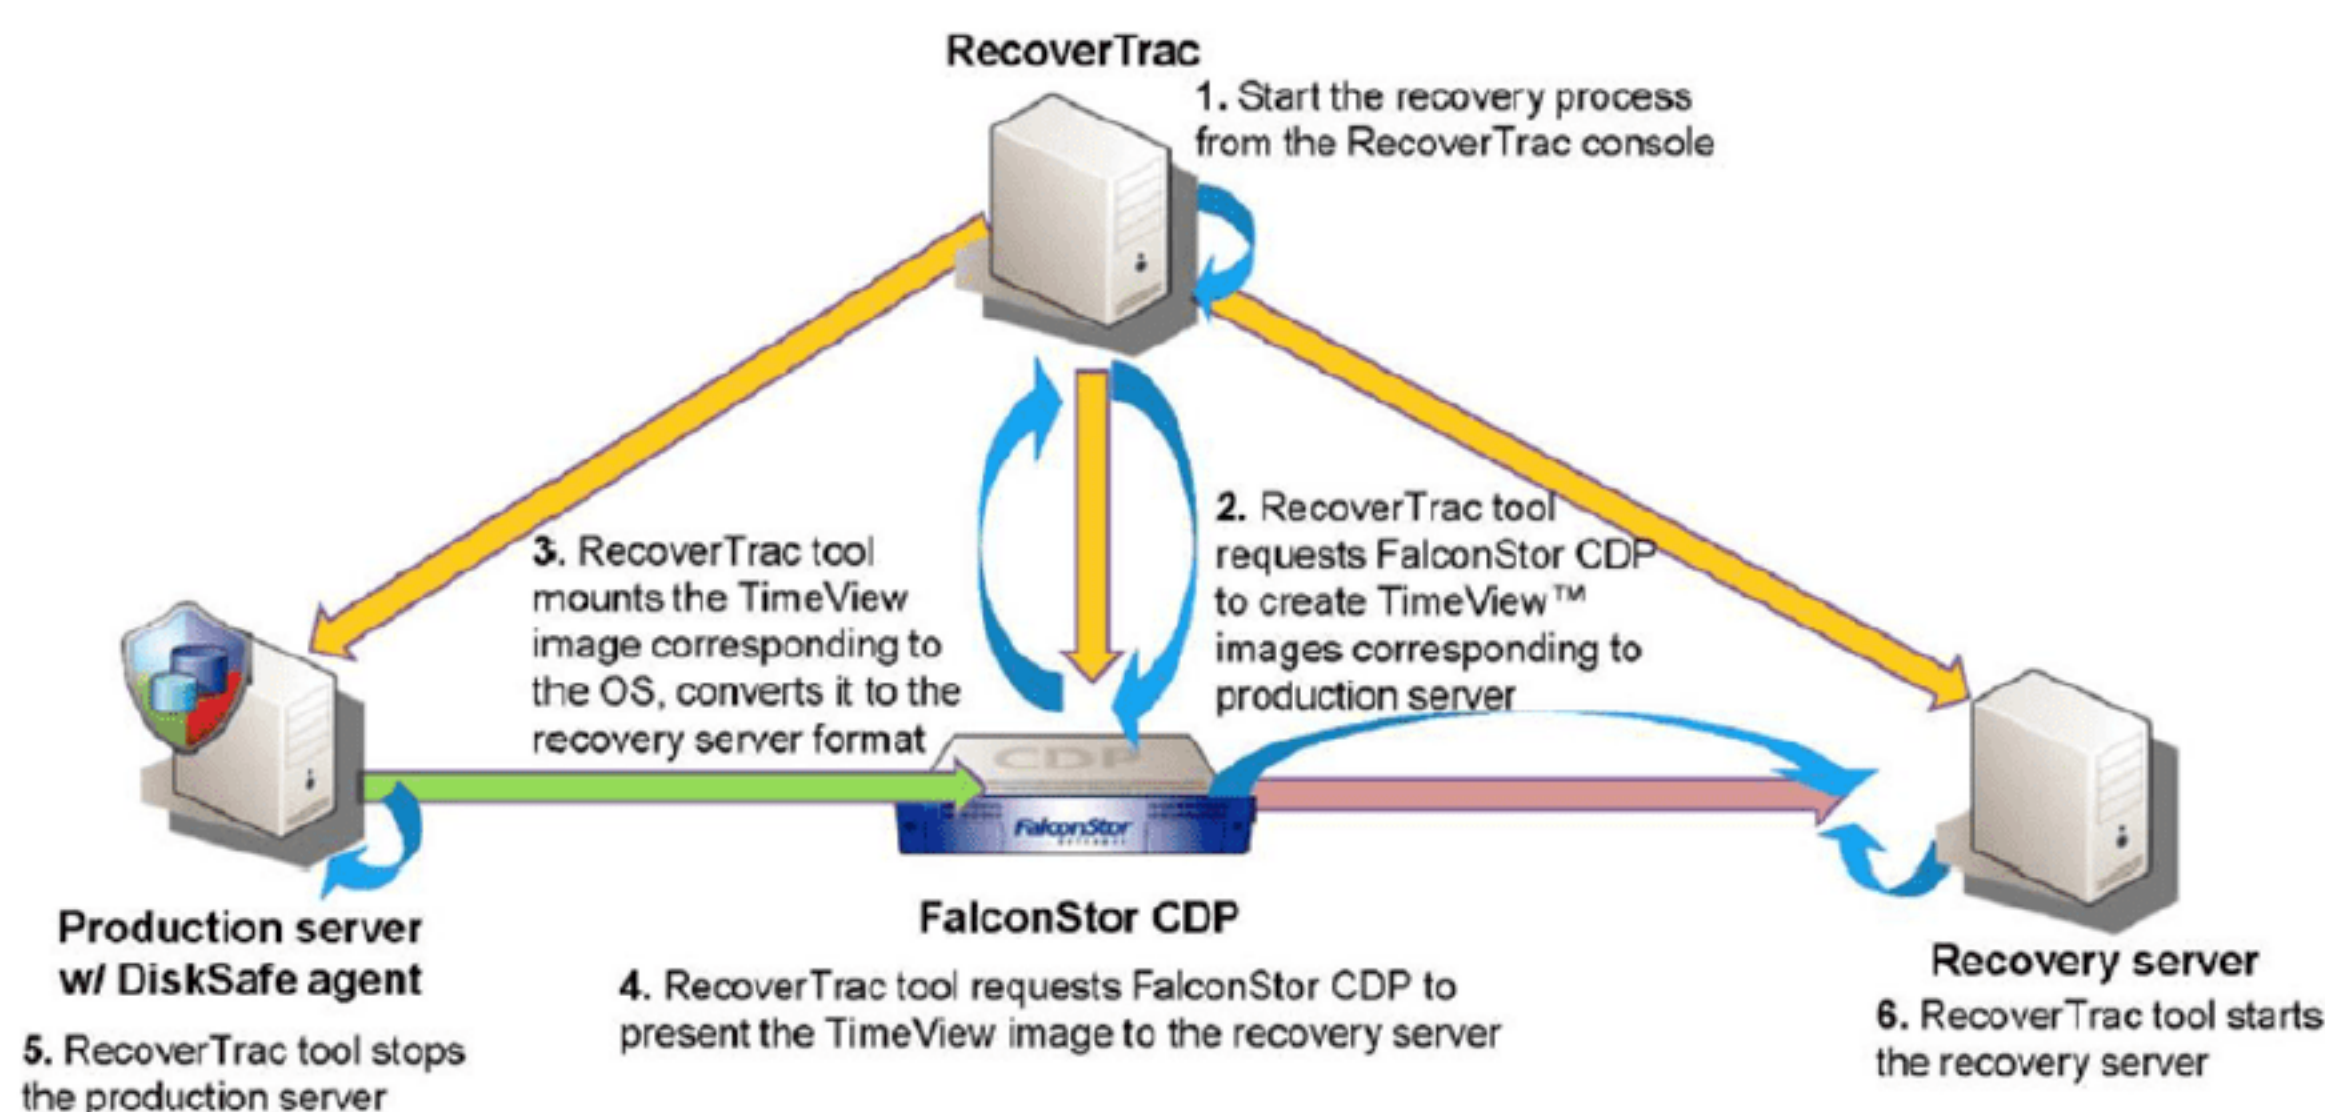 RecoverTrac
1. Start the recovery process
from the RecoverTrac console
2. RecoverTrac tool
requests FalconStor CDP
to create TimeView™
images corresponding to
production server
3. RecoverTrac tool
mounts the TimeView
image corresponding to
the OS, converts it to the
recovery server format
CDP
FalconStor
FalconStor CDP
4. RecoverTrac tool requests FalconStor CDP to
present the TimeView image to the recovery server
Production server
w/ DiskSafe agent
5. RecoverTrac tool stops
the production server
Recovery server
6. RecoverTrac tool starts
the recovery server